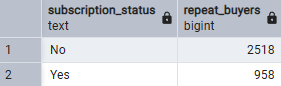 subscription_status repeat_buyers
text bigint
1 No 2518
2 Yes 958